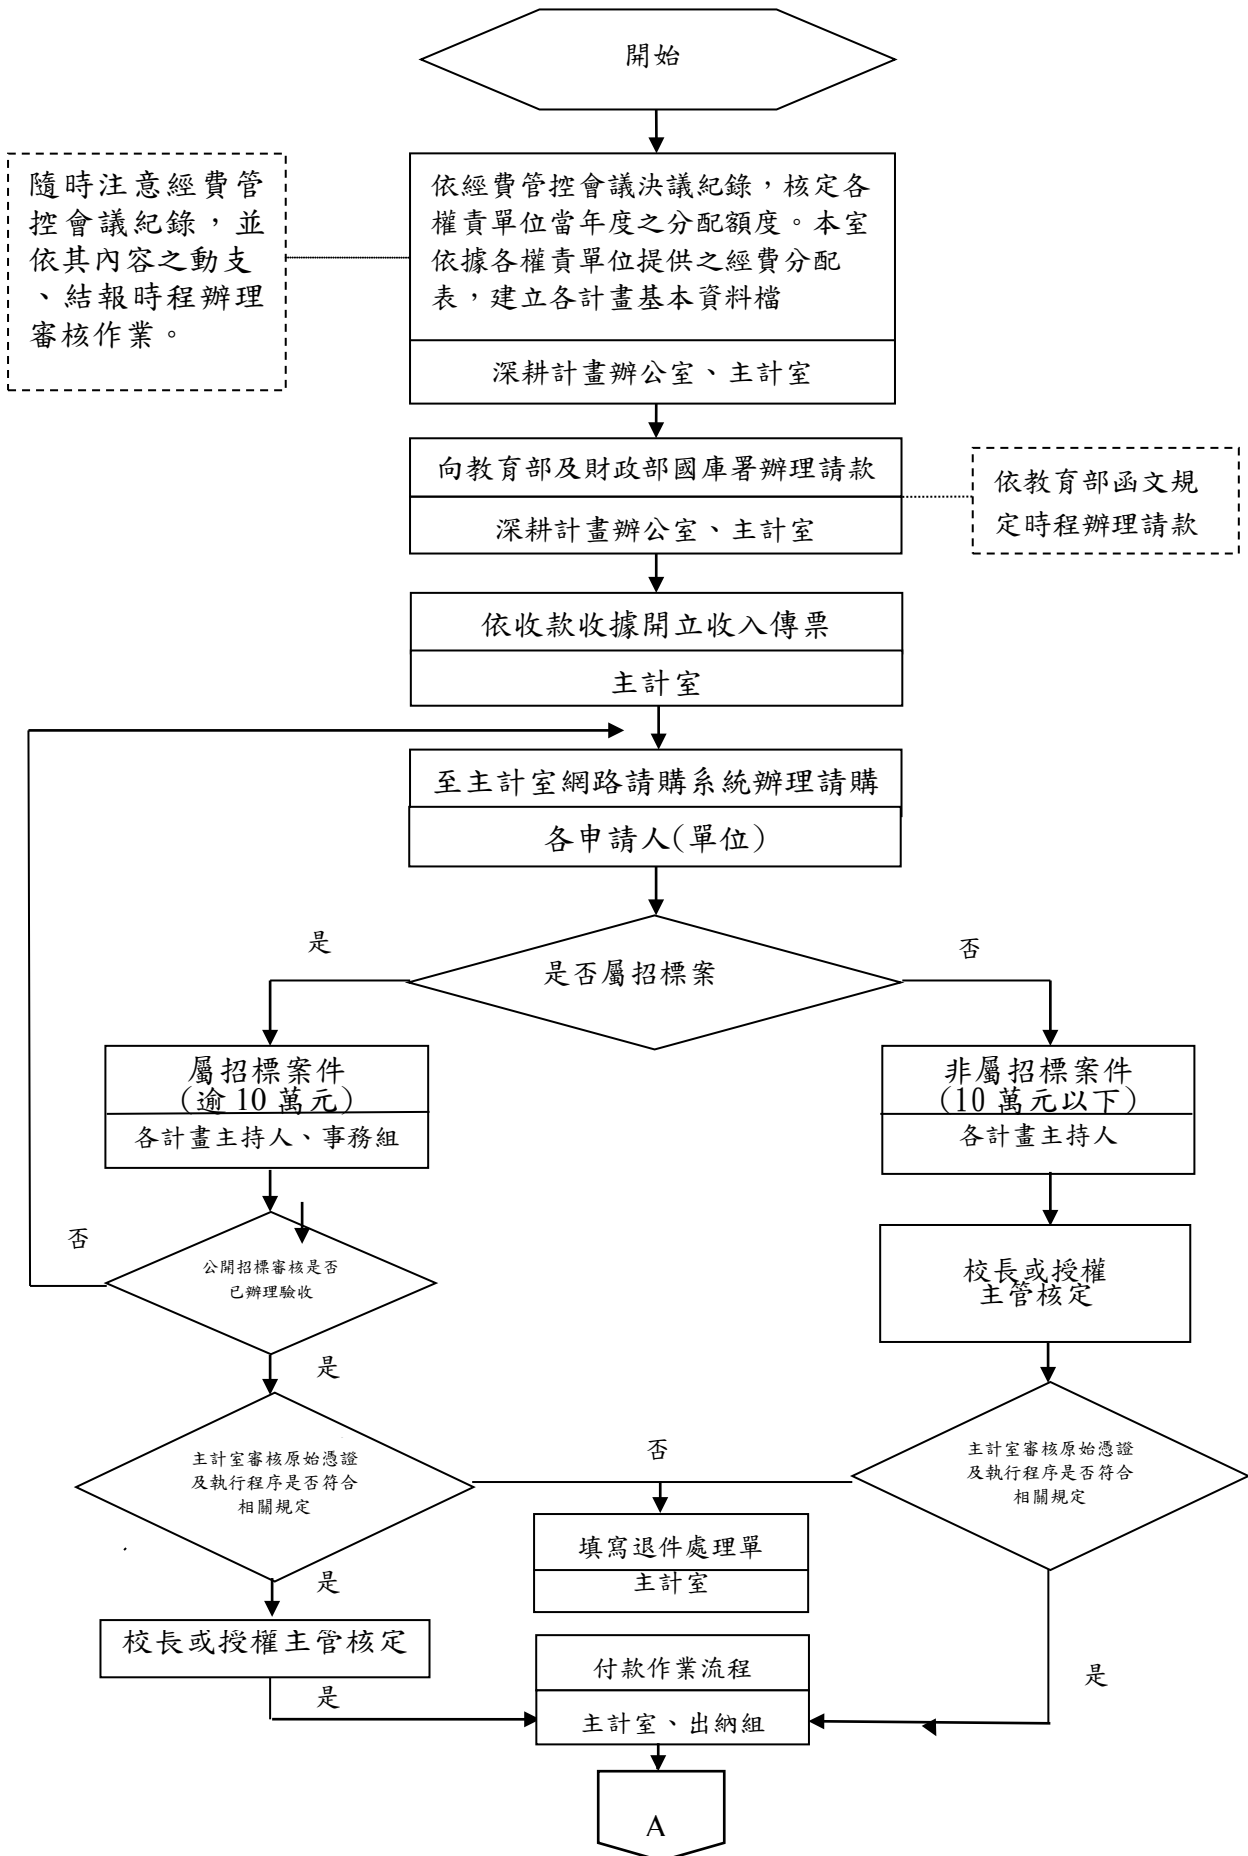 開始
隨時注意經費管
控會議紀錄，並
依其內容之動支
、結報時程辦理
審核作業。
依經費管控會議決議紀錄，核定各
權責單位當年度之分配額度。本室
依據各權責單位提供之經費分配
表，建立各計畫基本資料檔
深耕計畫辦公室、主計室
向教育部及財政部國庫署辦理請款
深耕計畫辦公室、主計室
依教育部函文規
定時程辦理請款
依收款收據開立收入傳票
主計室
至主計室網路請購系統辦理請購
各申請人(單位)
是否屬招標案
是
否
屬招標案件
(逾 10 萬元)
各計畫主持人、事務組
非屬招標案件
(10 萬元以下)
各計畫主持人
否
公開招標審核是否
已辦理驗收
校長或授權
主管核定
是
主計室審核原始憑證
及執行程序是否符合
相關規定
否
主計室審核原始憑證
及執行程序是否符合
相關規定
填寫退件處理單
主計室
是
校長或授權主管核定
是
付款作業流程
主計室、出納組
是
A